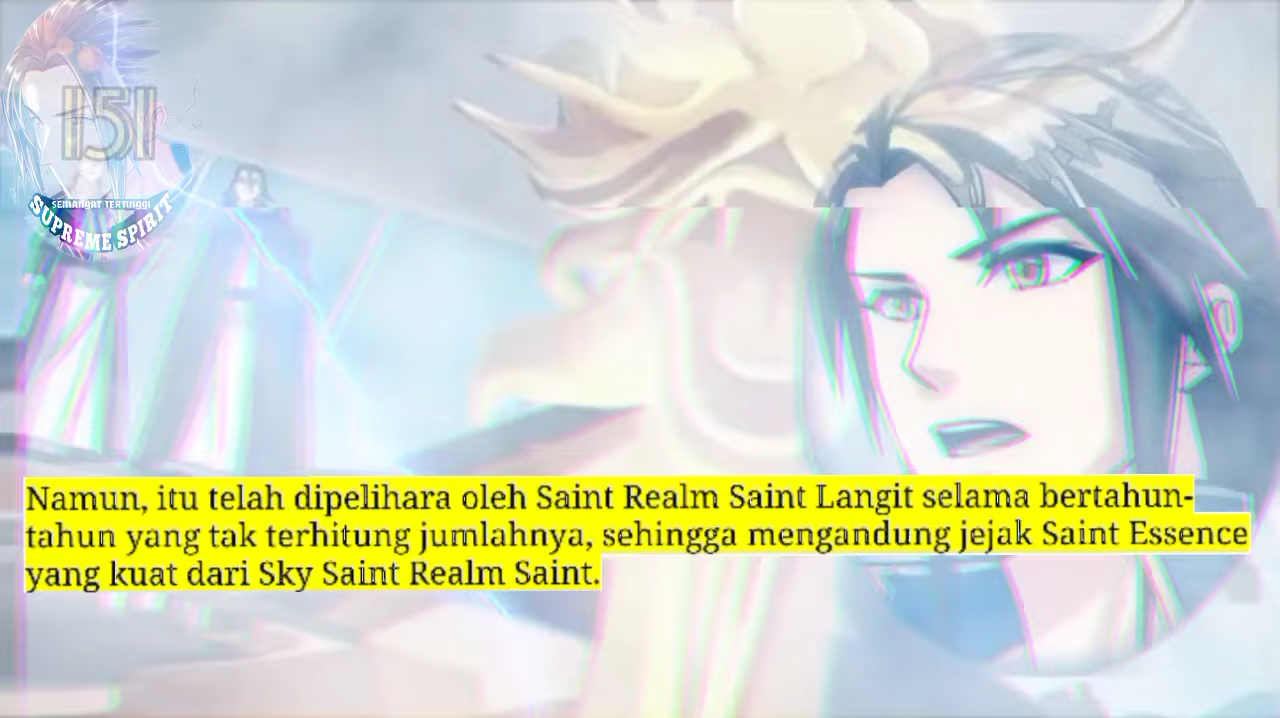 151
SEMANGAT TERTINGGI
SUPREME SPIRIT
Namun, itu telah dipelihara oleh Saint Realm Saint Langit selama bertahun-
tahun yang tak terhitung jumlahnya, sehingga mengandung jejak Saint Essence
yang kuat dari Sky Saint Realm Saint.